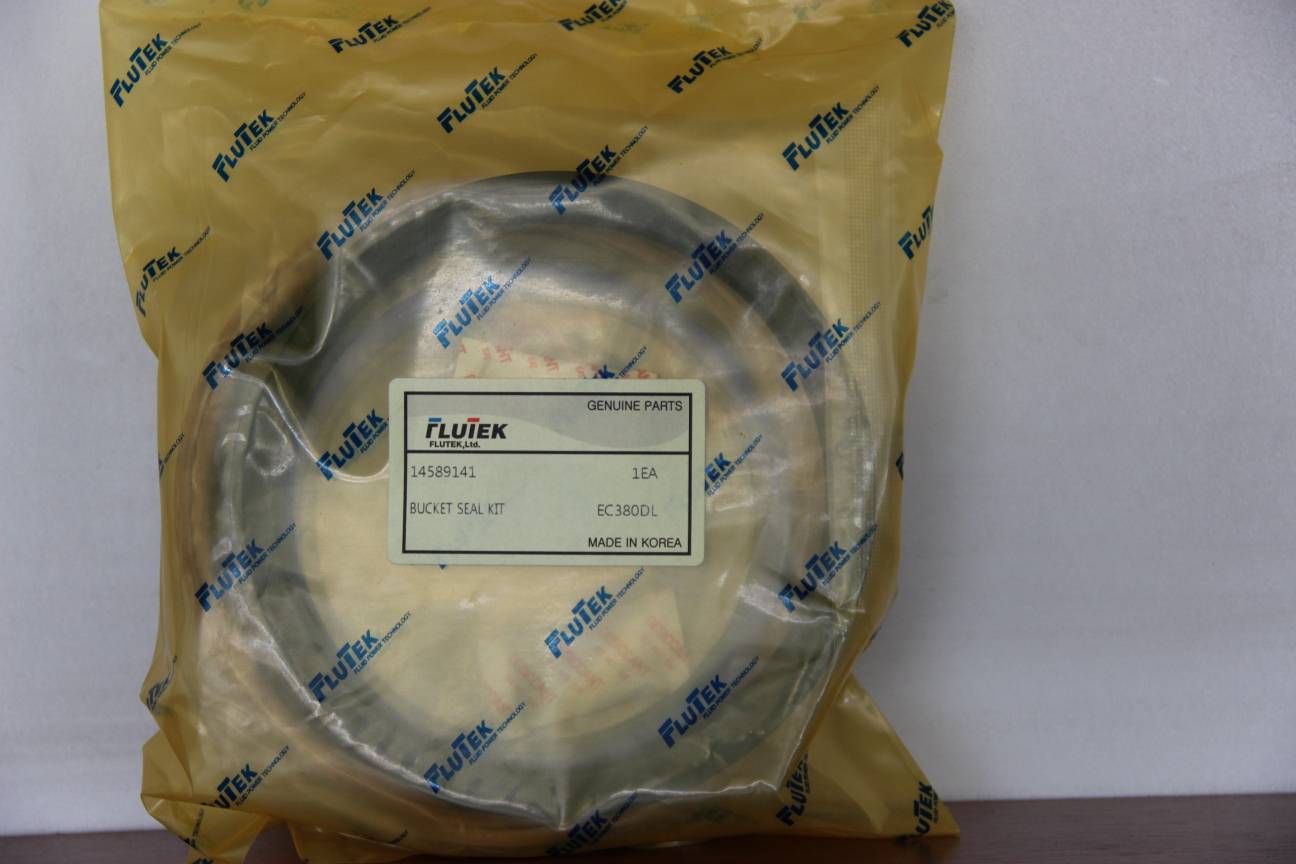 FLUTEK
FLUID POWER TECHNOLOGY
GENUINE PARTS
FLUTEK
FLUTEK,Ltd.
14589141 1EA
BUCKET SEAL KIT EC380DL
MADE IN KOREA